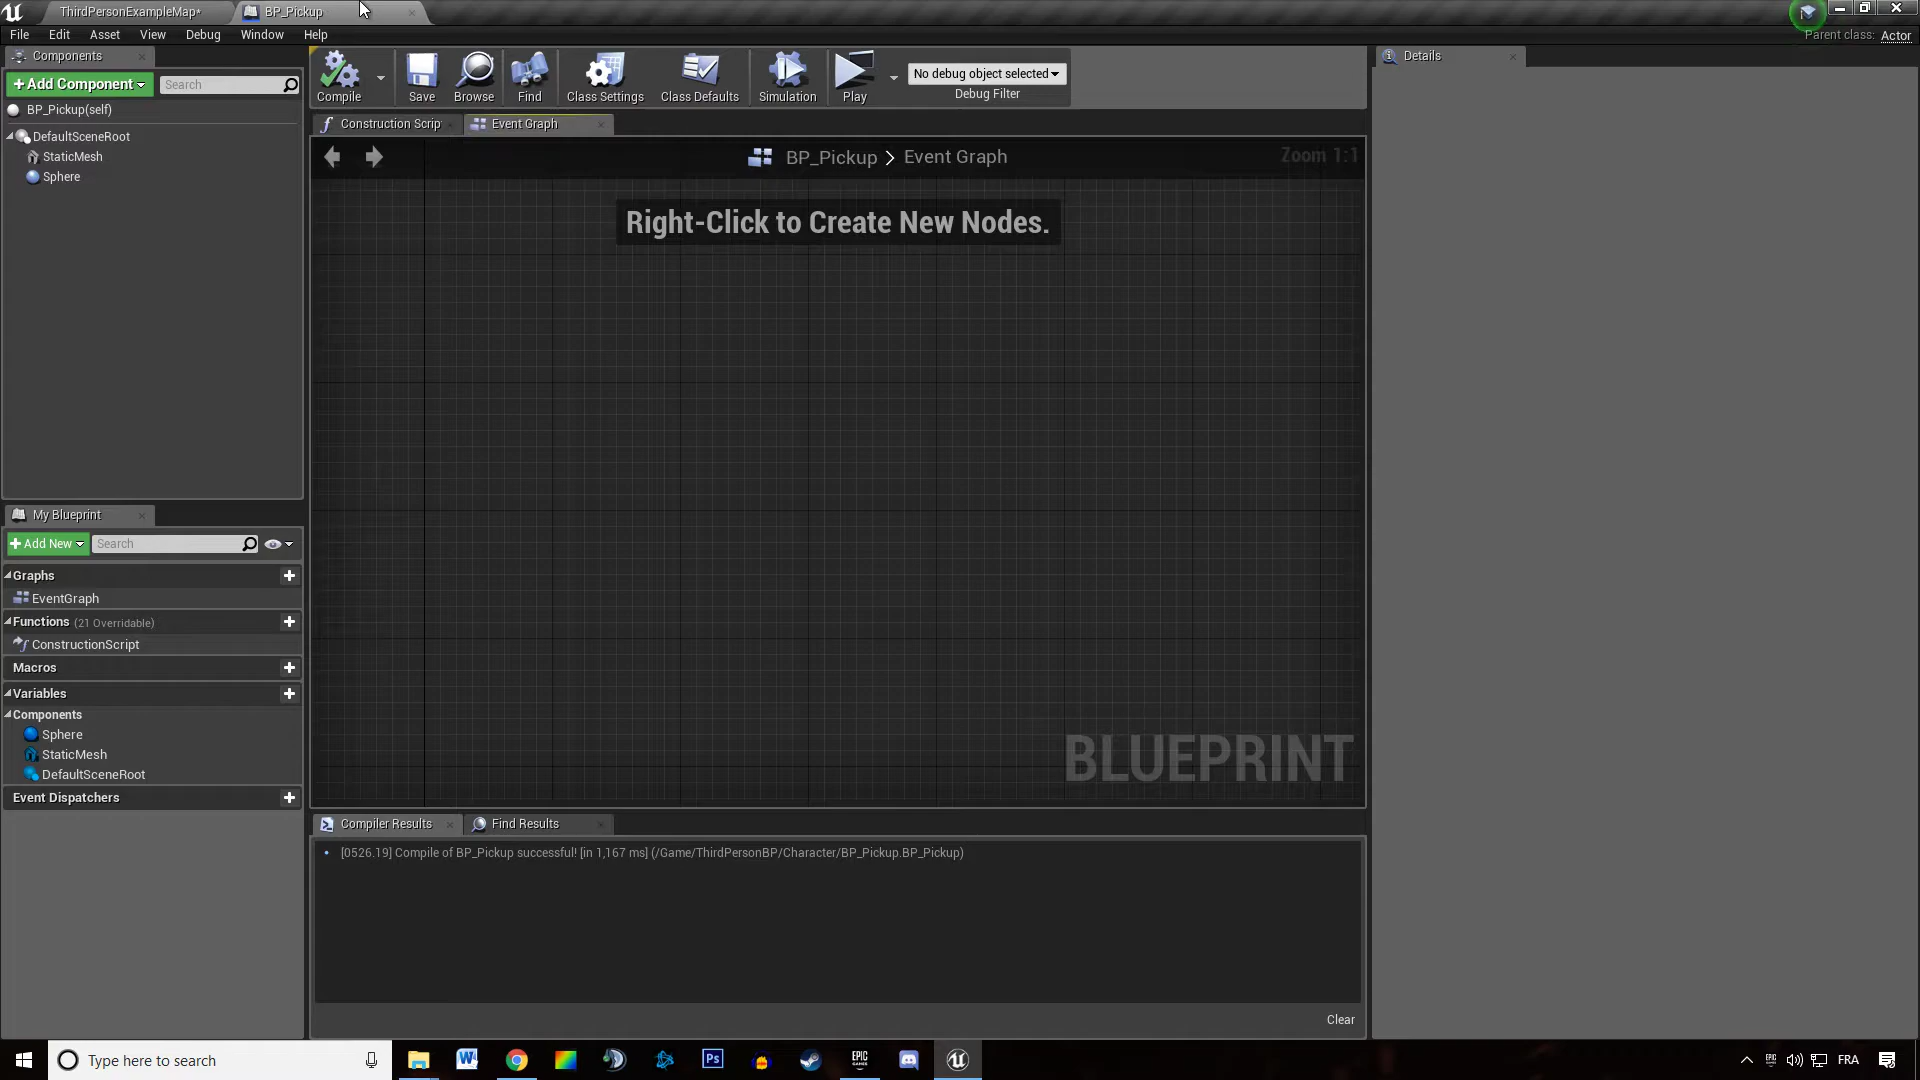 ThirdPersonExampleMap*
BP_Pickup
File Edit Asset View Debug Window Help
Parent class: Actor
Components
+Add Component
Search
BP_Pickup(self)
DefaultSceneRoot
StaticMesh
Sphere
Compile
Save
Browse
Find
Class Settings
Class Defaults
Simulation
Play
No debug object selected
Debug Filter
Details
Construction Scrip
Event Graph
BP_Pickup > Event Graph
Zoom 1:1
Right-Click to Create New Nodes.
BLUEPRINT
My Blueprint
+Add New
Search
Graphs
EventGraph
Functions (21 Overridable)
ConstructionScript
Macros
Variables
Components
Sphere
StaticMesh
DefaultSceneRoot
Event Dispatchers
Compiler Results
Find Results
• [0526.19] Compile of BP_Pickup successful! [in 1,167 ms] (/Game/ThirdPersonBP/Character/BP_Pickup.BP_Pickup)
Clear
Type here to search
Ps
EPIC GAMES
FRA